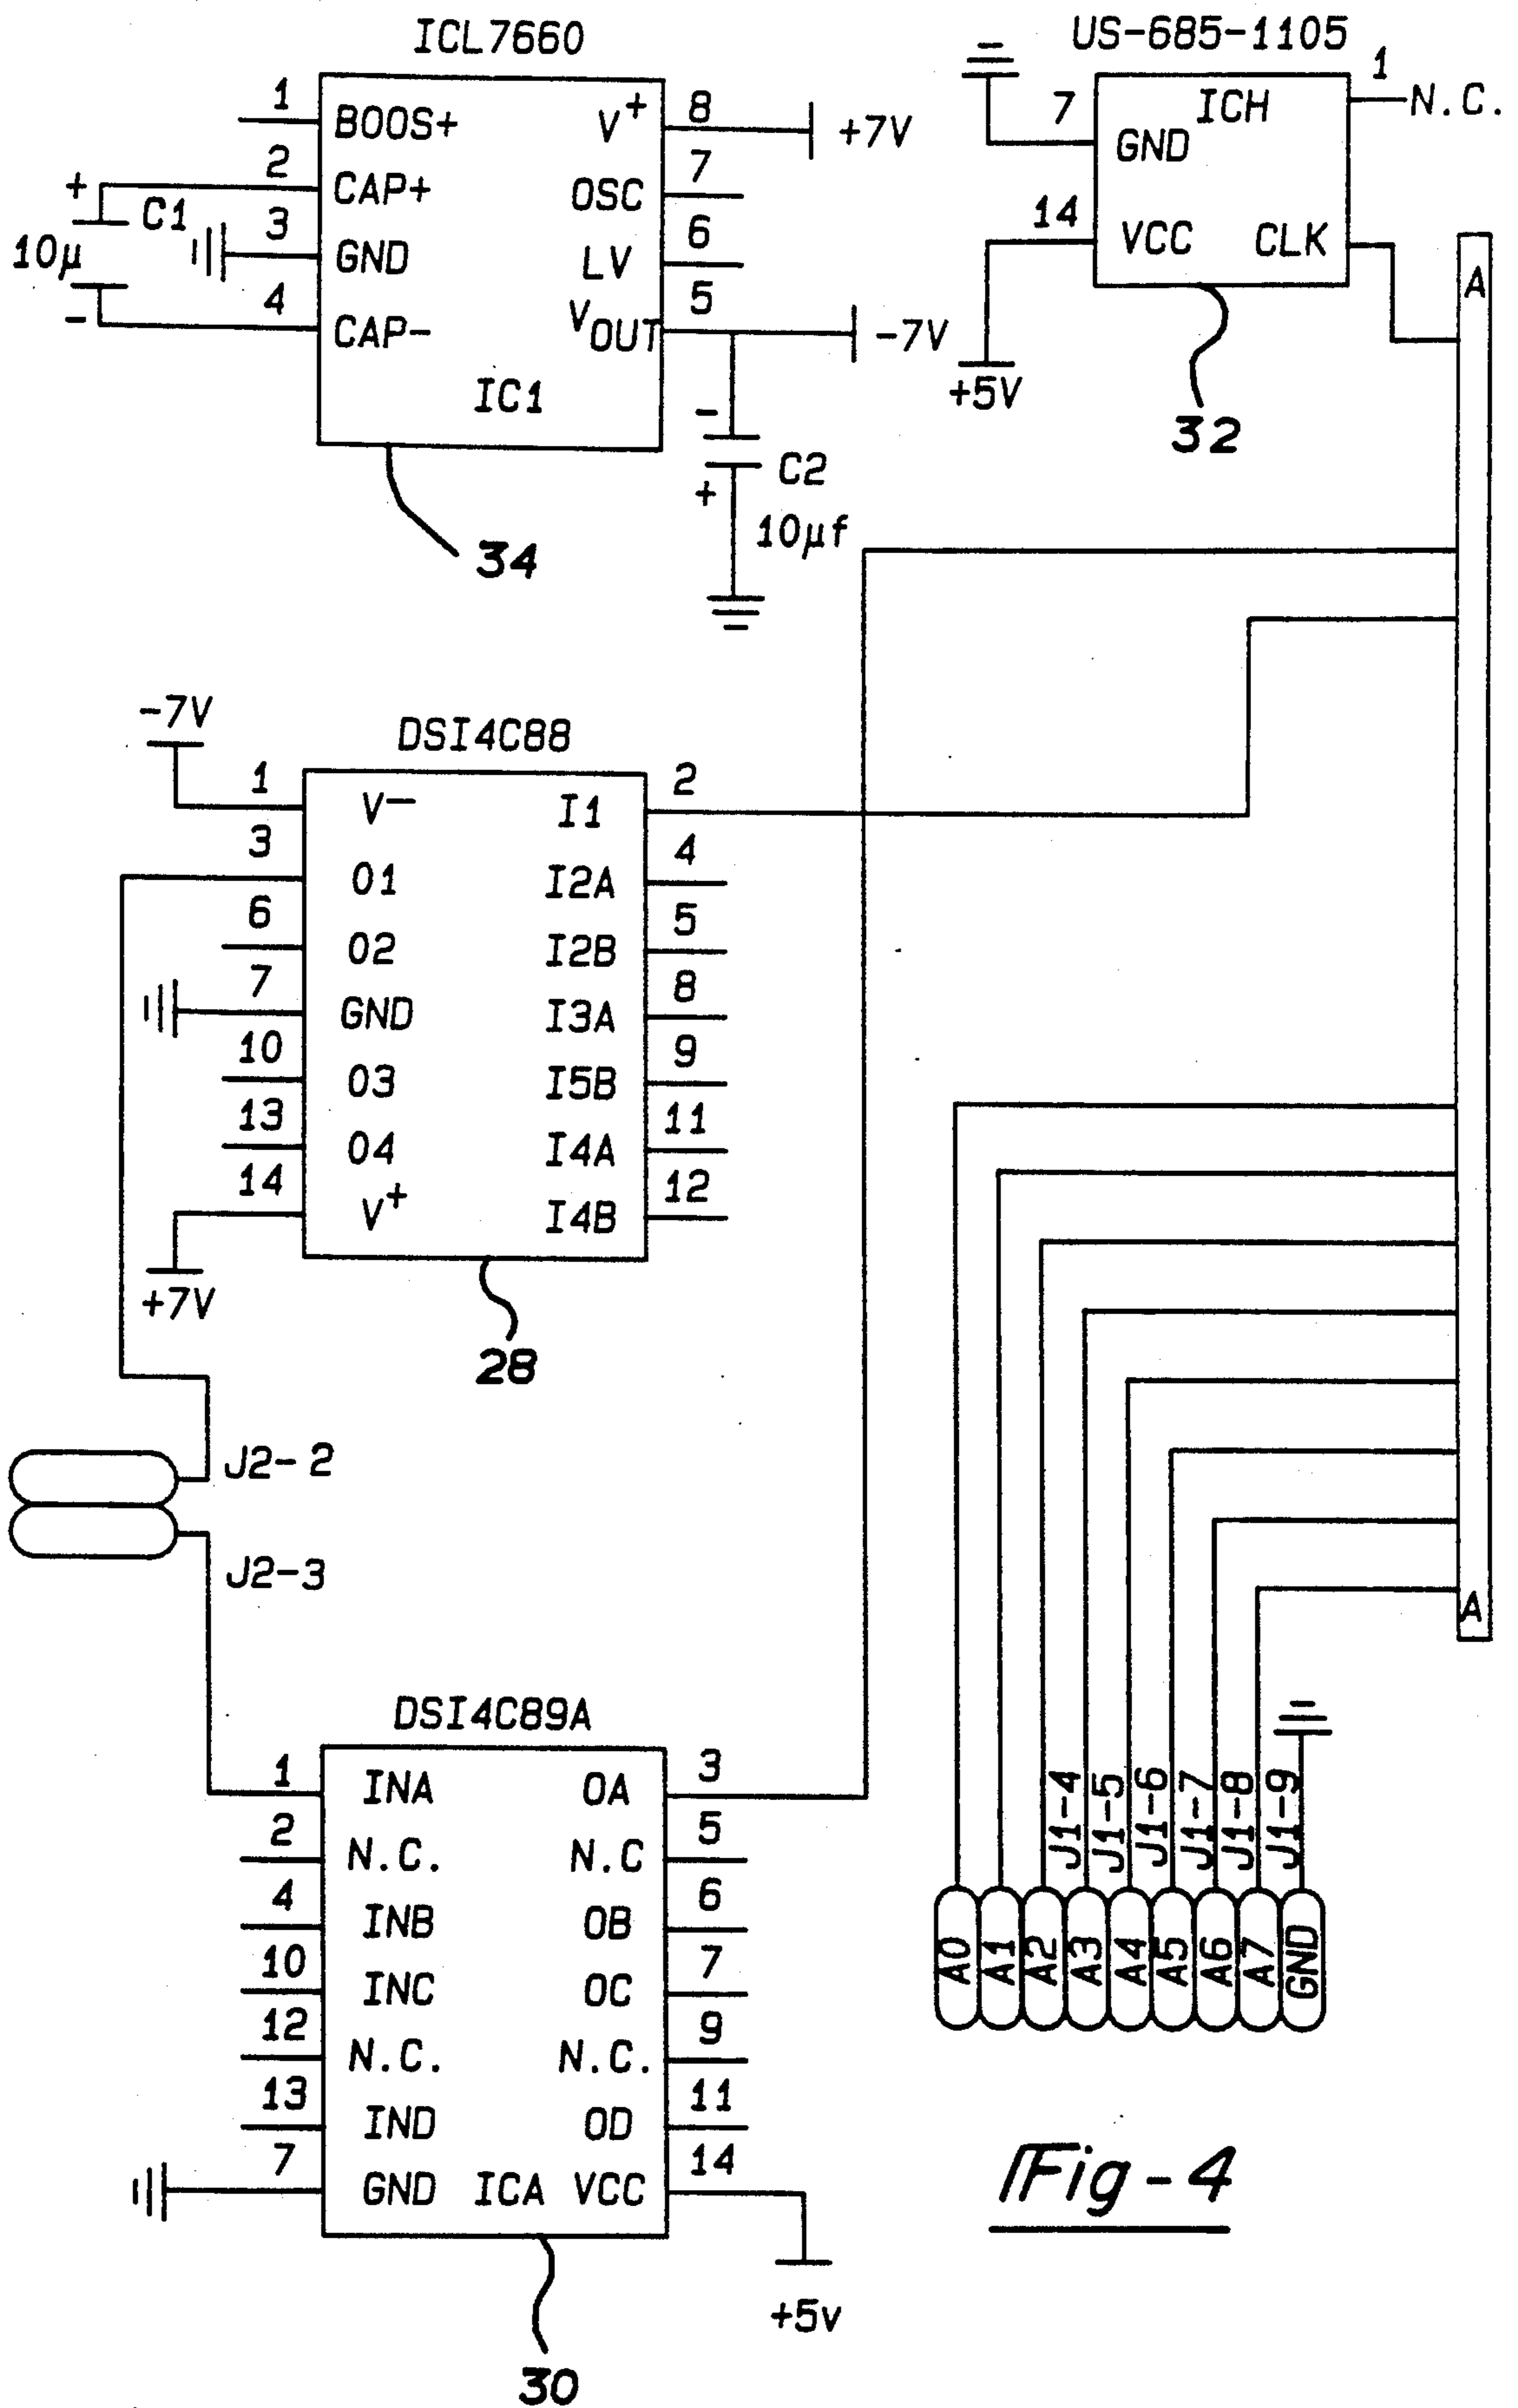 ICL7660
1 BOOS+ V+ 8 +7V
2 CAP+ OSC 7
+ C1 10µ -
3 GND LV 6
4 CAP- VOUT 5 -7V
IC1
- C2
+ 10µf
34
US-685-1105
7 GND ICH 1 N.C.
14 VCC CLK
+5V
32
A
-7V
DSI4C88
1 V- I1 2
3 O1 I2A 4
6 O2 I2B 5
7 GND I3A 8
10 O3 I5B 9
13 O4 I4A 11
14 V+ I4B 12
+7V
28
J2-2
J2-3
A
DSI4C89A
1 INA OA 3
2 N.C. N.C 5
4 INB OB 6
10 INC OC 7
12 N.C. N.C. 9
13 IND OD 11
7 GND ICA VCC 14
+5v
30
J1-4
J1-5
J1-6
J1-7
J1-8
J1-9
A0
A1
A2
A3
A4
A5
A6
A7
GND
Fig-4